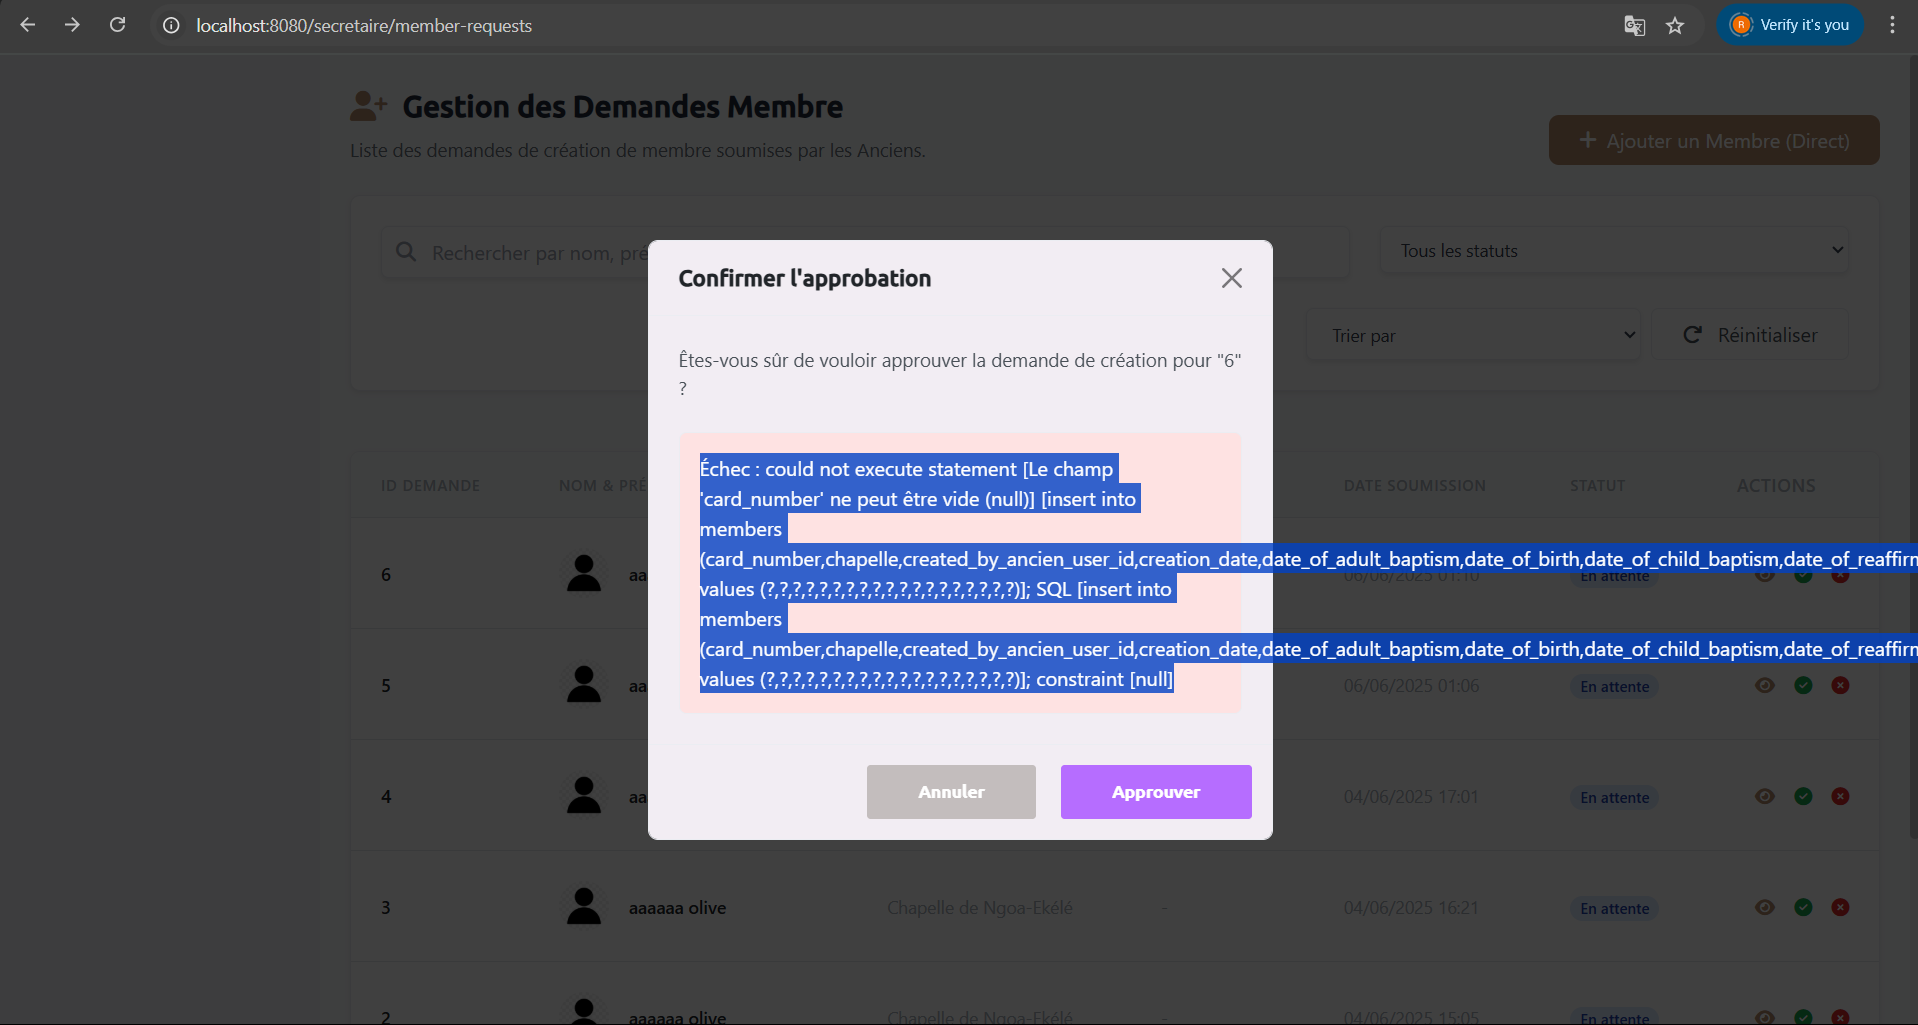 localhost:8080/secretaire/member-requests
Verify it's you
Gestion des Demandes Membre
Liste des demandes de création de membre soumises par les Anciens.
Ajouter un Membre (Direct)
Rechercher par nom, pré
Tous les statuts
Trier par
Réinitialiser
Confirmer l'approbation
Êtes-vous sûr de vouloir approuver la demande de création pour "6"
?
Échec : could not execute statement [Le champ
'card_number' ne peut être vide (null)] [insert into
members
(card_number,chapelle,created_by_ancien_user_id,creation_date,date_of_adult_baptism,date_of_birth,date_of_child_baptism,date_of_reaffirm
values (?,?,?,?,?,?,?,?,?,?,?,?,?,?,?,?,?,?,?)]; SQL [insert into
members
(card_number,chapelle,created_by_ancien_user_id,creation_date,date_of_adult_baptism,date_of_birth,date_of_child_baptism,date_of_reaffirm
values (?,?,?,?,?,?,?,?,?,?,?,?,?,?,?,?,?,?,?)]; constraint [null]
Annuler
Approuver
ID DEMANDE NOM & PRÉ DATE SOUMISSION STATUT ACTIONS
6 aa 06/06/2025 01:10 En attente
5 aa 06/06/2025 01:06 En attente
4 aa 04/06/2025 17:01 En attente
3 aaaaaa olive Chapelle de Ngoa-Ekélé - 04/06/2025 16:21 En attente
2 aaaaaa olive Chapelle de Ngoa-Ekélé - 04/06/2025 15:05 En attente